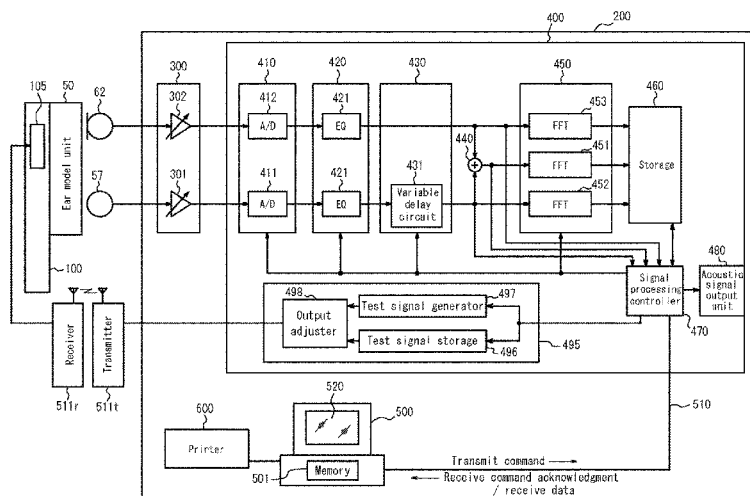 200
400
300
410
420
430
450
460
105
50
62
302
412
421
453
A/D
EQ
FFT
440
451
FFT
Storage
Ear model unit
57
301
411
421
431
452
A/D
EQ
Variable delay circuit
FFT
100
480
Signal processing controller
Acoustic signal output unit
470
498
497
Output adjuster
Test signal generator
Test signal storage
496
495
Receiver
Transmitter
511r
511t
510
520
600
500
Printer
501
Memory
Transmit command
Receive command acknowledgment
/ receive data